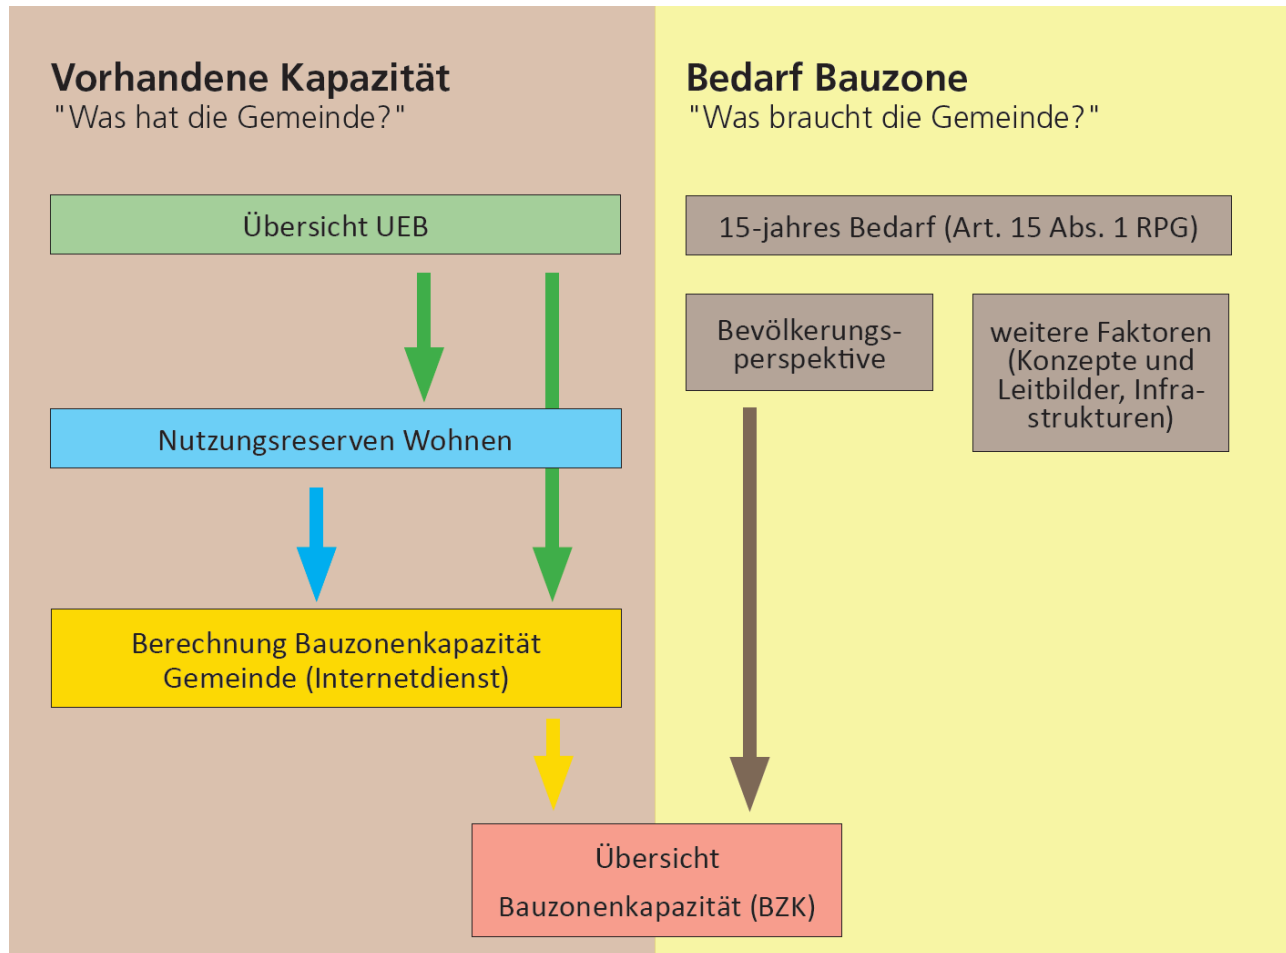 Vorhandene Kapazität
"Was hat die Gemeinde?"
Übersicht UEB
Nutzungsreserven Wohnen
Berechnung Bauzonenkapazität
Gemeinde (Internetdienst)
Bedarf Bauzone
"Was braucht die Gemeinde?"
15-jahres Bedarf (Art. 15 Abs. 1 RPG)
Bevölkerungs-
perspektive
weitere Faktoren
(Konzepte und
Leitbilder, Infra-
strukturen)
Übersicht
Bauzonenkapazität (BZK)